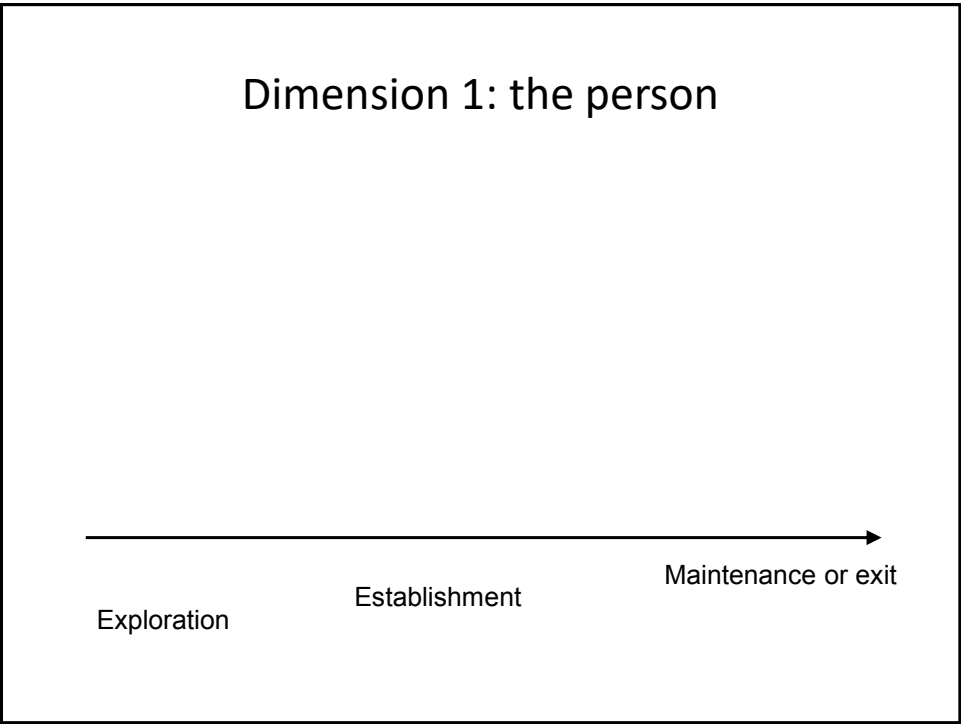 Dimension 1: the person
Exploration
Establishment
Maintenance or exit